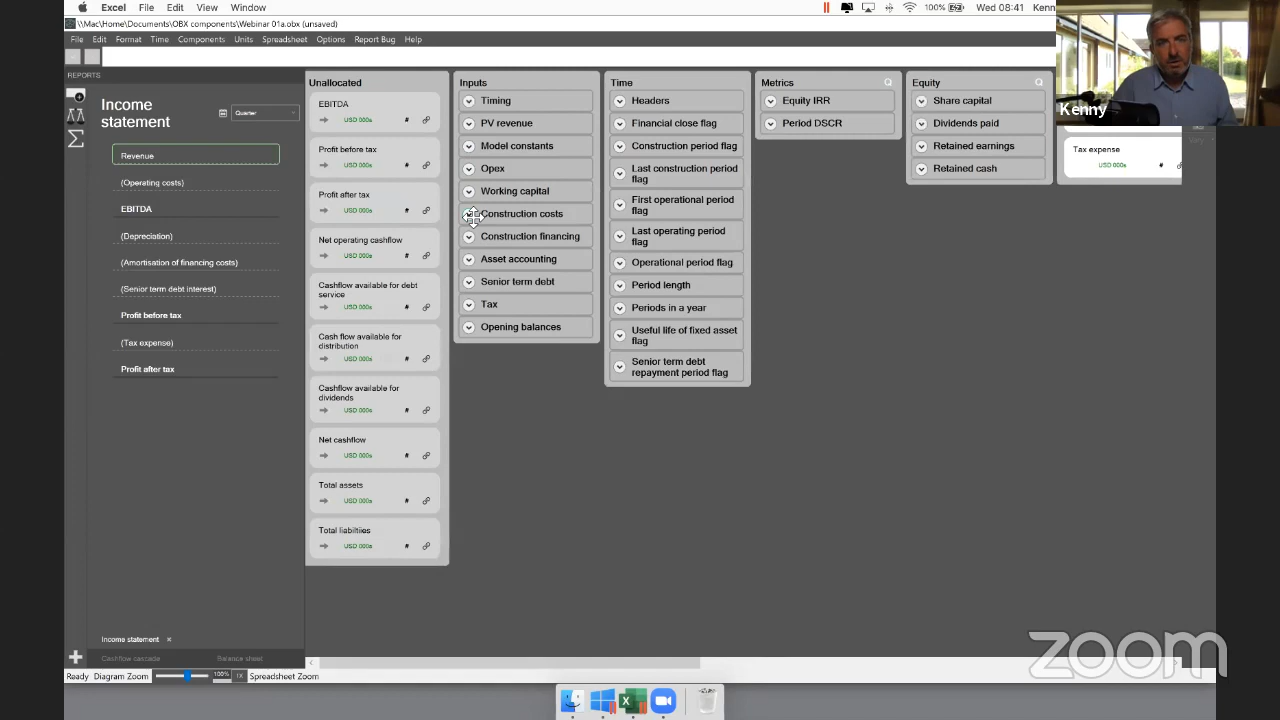 Excel File Edit View Window 100% Wed 08:41 Kenn
\\Mac\Home\Documents\OBX components\Webinar 01a.obx (unsaved)
File Edit Format Time Components Units Spreadsheet Options Report Bug Help
REPORTS
Income
statement
Quarter
Revenue
(Operating costs)
EBITDA
(Depreciation)
(Amortisation of financing costs)
(Senior term debt interest)
Profit before tax
(Tax expense)
Profit after tax
Income statement ×
Cashflow cascade Balance sheet
Unallocated
EBITDA
USD 000s #
Profit before tax
USD 000s #
Profit after tax
USD 000s #
Net operating cashflow
USD 000s #
Cashflow available for debt
service
USD 000s #
Cash flow available for
distribution
USD 000s #
Cashflow available for
dividends
USD 000s #
Net cashflow
USD 000s #
Total assets
USD 000s #
Total liabiltiies
USD 000s #
Inputs
Timing
PV revenue
Model constants
Opex
Working capital
Construction costs
Construction financing
Asset accounting
Senior term debt
Tax
Opening balances
Time
Headers
Financial close flag
Construction period flag
Last construction period
flag
First operational period
flag
Last operating period
flag
Operational period flag
Period length
Periods in a year
Useful life of fixed asset
flag
Senior term debt
repayment period flag
Metrics
Equity IRR
Period DSCR
Equity
Share capital
Dividends paid
Retained earnings
Retained cash
Kenny
Tax expense
USD 000s #
Ready Diagram Zoom 100% 1X Spreadsheet Zoom
zoom